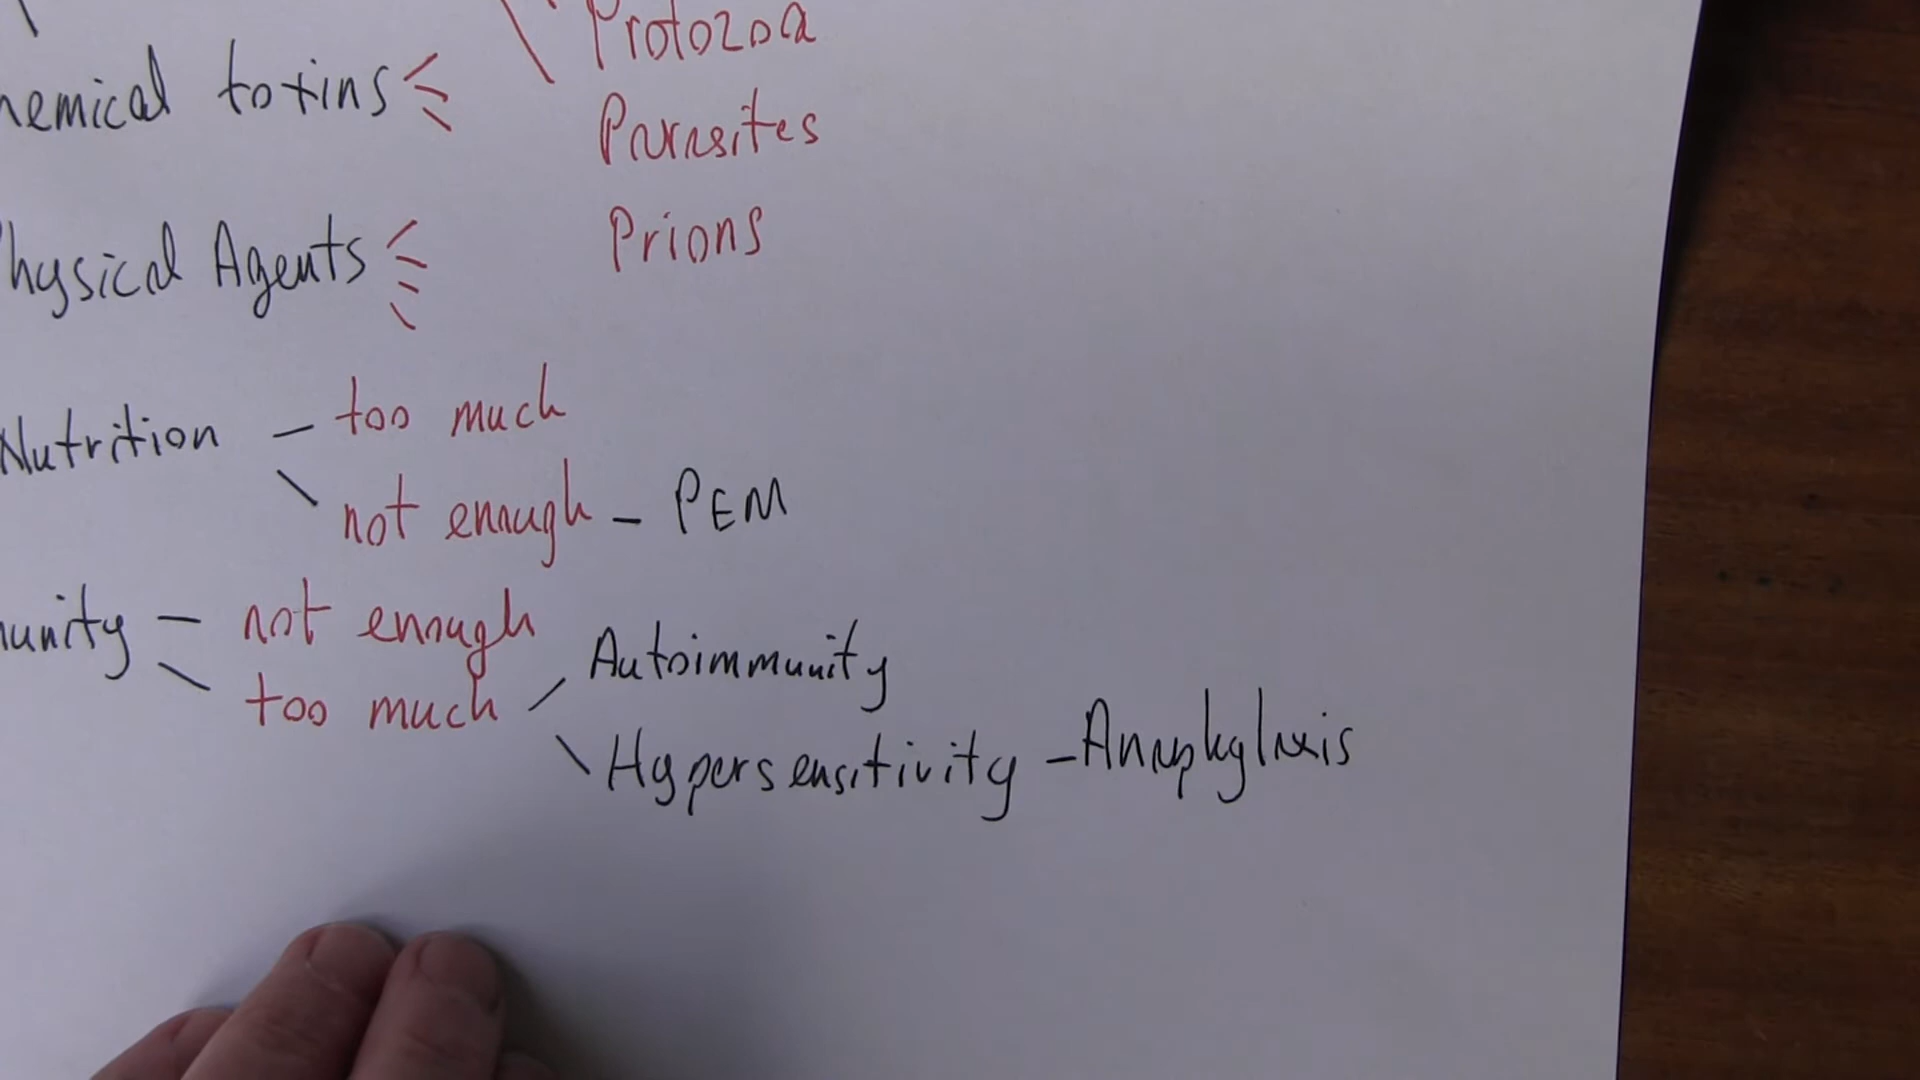 Protozoa
hemical toxins
Parasites
Physical Agents
Prions
Nutrition – too much
not enough – PEM
unity – not enough
too much
Autoimmunity
Hypersensitivity – Anaphylaxis